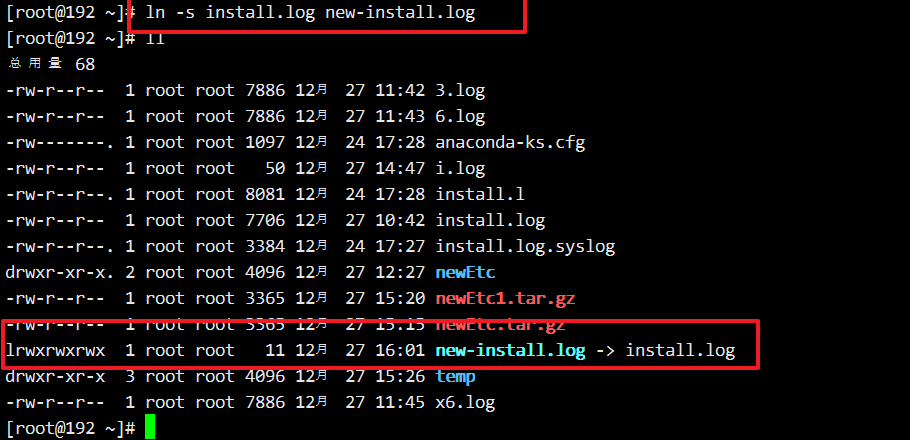 [root@192 ~]# ln -s install.log new-install.log
[root@192 ~]# ll
总用量 68
-rw-r--r--  1 root root 7886 12月  27 11:42 3.log
-rw-r--r--  1 root root 7886 12月  27 11:43 6.log
-rw-------. 1 root root 1097 12月  24 17:28 anaconda-ks.cfg
-rw-r--r--  1 root root   50 12月  27 14:47 i.log
-rw-r--r--. 1 root root 8081 12月  24 17:28 install.l
-rw-r--r--  1 root root 7706 12月  27 10:42 install.log
-rw-r--r--. 1 root root 3384 12月  24 17:27 install.log.syslog
drwxr-xr-x. 2 root root 4096 12月  27 12:27 newEtc
-rw-r--r--  1 root root 3365 12月  27 15:20 newEtc1.tar.gz
-rw-r--r--  1 root root 3365 12月  27 15:15 newEtc.tar.gz
lrwxrwxrwx  1 root root   11 12月  27 16:01 new-install.log -> install.log
drwxr-xr-x  3 root root 4096 12月  27 15:26 temp
-rw-r--r--  1 root root 7886 12月  27 11:45 x6.log
[root@192 ~]#